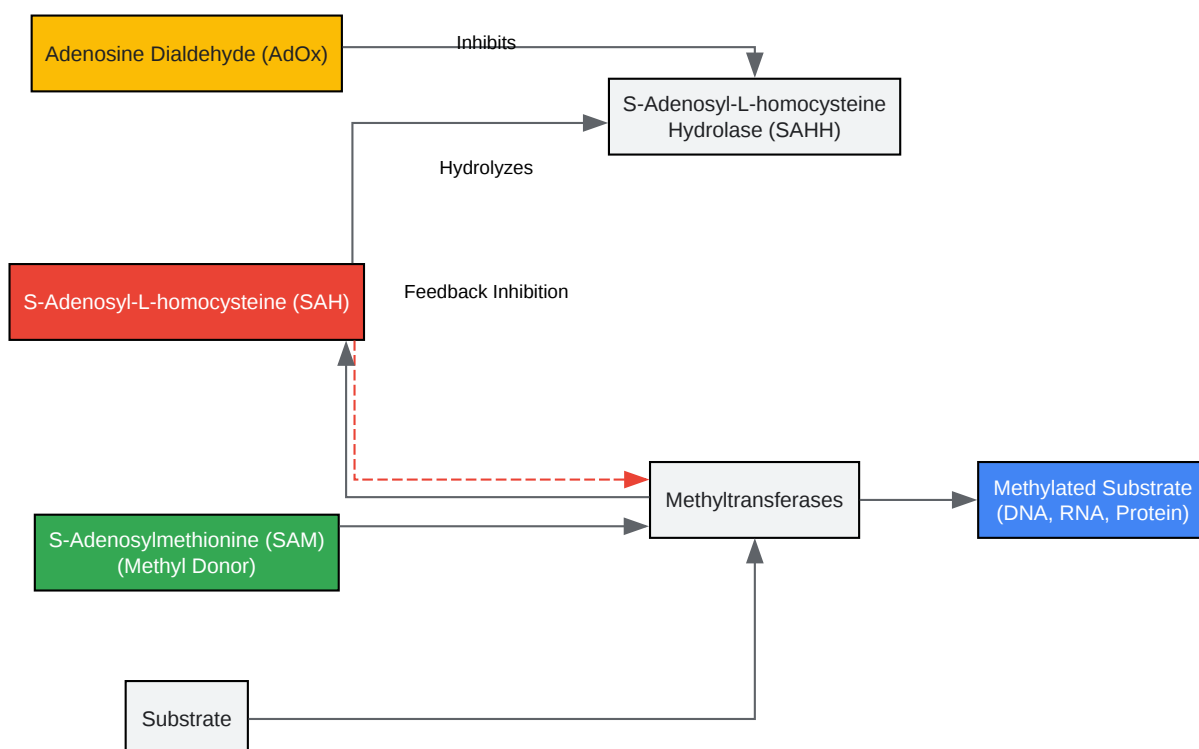 Adenosine Dialdehyde (AdOx)
Inhibits
S-Adenosyl-L-homocysteine
Hydrolase (SAHH)
Hydrolyzes
S-Adenosyl-L-homocysteine (SAH)
Feedback Inhibition
Methyltransferases
Methylated Substrate
(DNA, RNA, Protein)
S-Adenosylmethionine (SAM)
(Methyl Donor)
Substrate